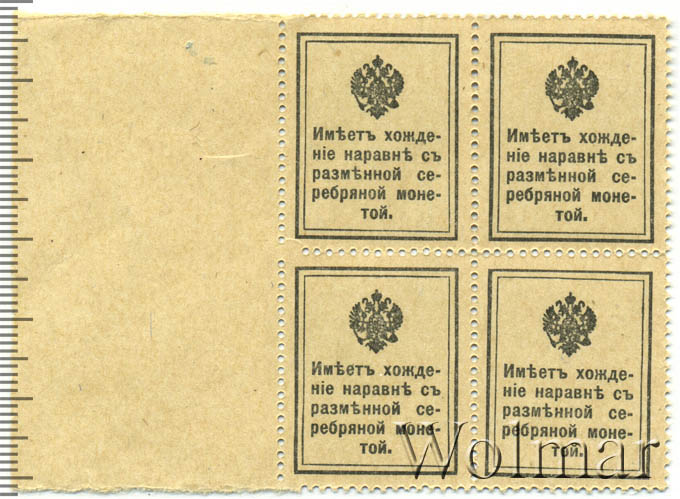 Имѣетъ хожде-
ніе наравнѣ съ
размѣнной се-
ребряной моне-
той.
Имѣетъ хожде-
ніе наравнѣ съ
размѣнной се-
ребряной моне-
той.
Имѣетъ хожде-
ніе наравнѣ съ
размѣнной се-
ребряной моне-
той.
Имѣетъ хожде-
ніе наравнѣ съ
размѣнной се-
ребряной моне-
той.
Wolmar